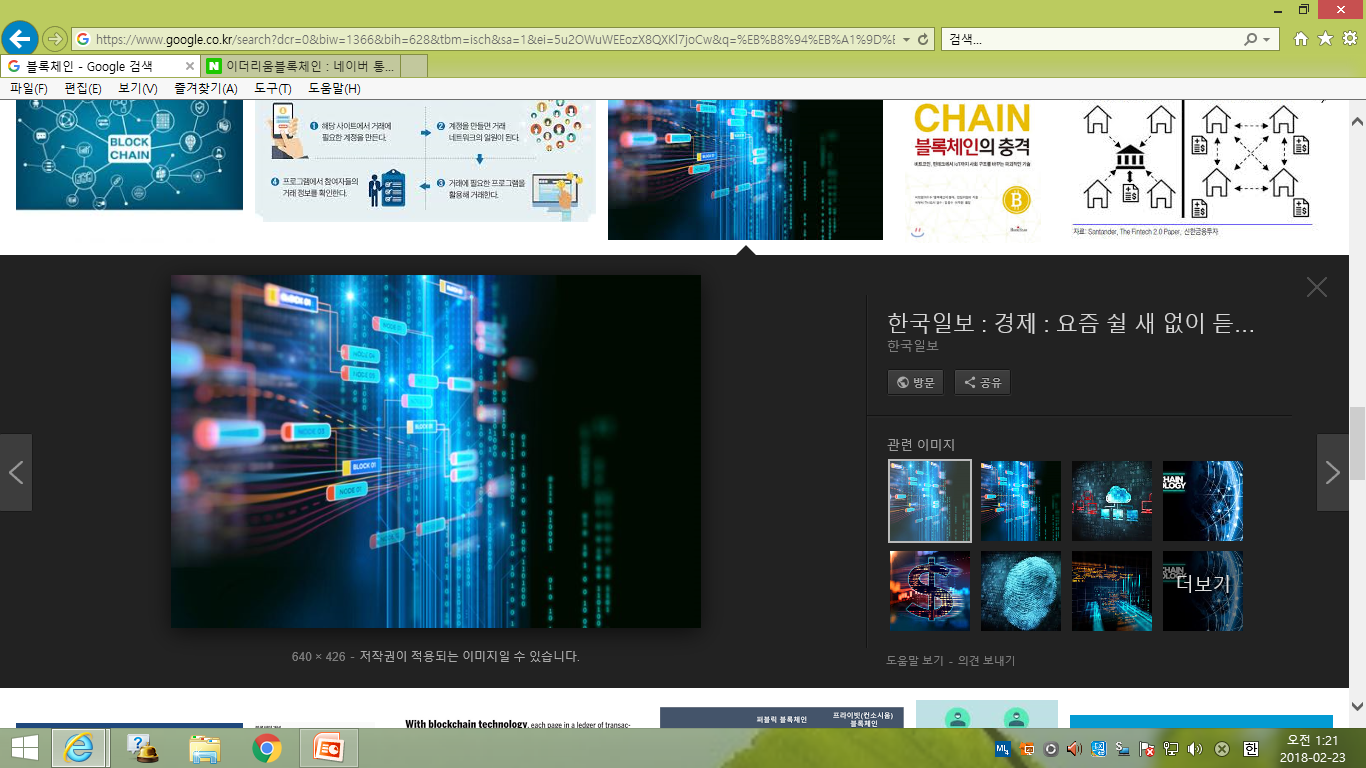 https://www.google.co.kr/search?dcr=0&biw=1366&bih=628&tbm=isch&sa=1&ei=5u2OWuWEEozX8QXKl7joCw&q=%EB%B8%94%EB%A1%9D%E
검색...
블록체인 - Google 검색
이더리움블록체인 : 네이버 통...
파일(F) 편집(E) 보기(V) 즐겨찾기(A) 도구(T) 도움말(H)
BLOCK
CHAIN
1 해당 사이트에서 거래에
필요한 계정을 만든다.
2 계정을 만들면 거래
네트워크의 일원이 된다.
4 프로그램에서 참여자들의
거래 정보를 확인한다.
3 거래에 필요한 프로그램을
활용해 거래한다.
CHAIN
블록체인의 충격
자료: Santander, The Fintech 2.0 Paper, 신한금융투자
BLOCK 01
NODE 03
BLOCK 01
NODE 01
한국일보 : 경제 : 요즘 쉴 새 없이 듣...
한국일보
방문
공유
관련 이미지
더보기
640 × 426 - 저작권이 적용되는 이미지일 수 있습니다.
도움말 보기 - 의견 보내기
With blockchain technology, each page in a ledger of transac-
퍼블릭 블록체인
프라이빗(컨소시움)
블록체인
한
오전 1:21
2018-02-23